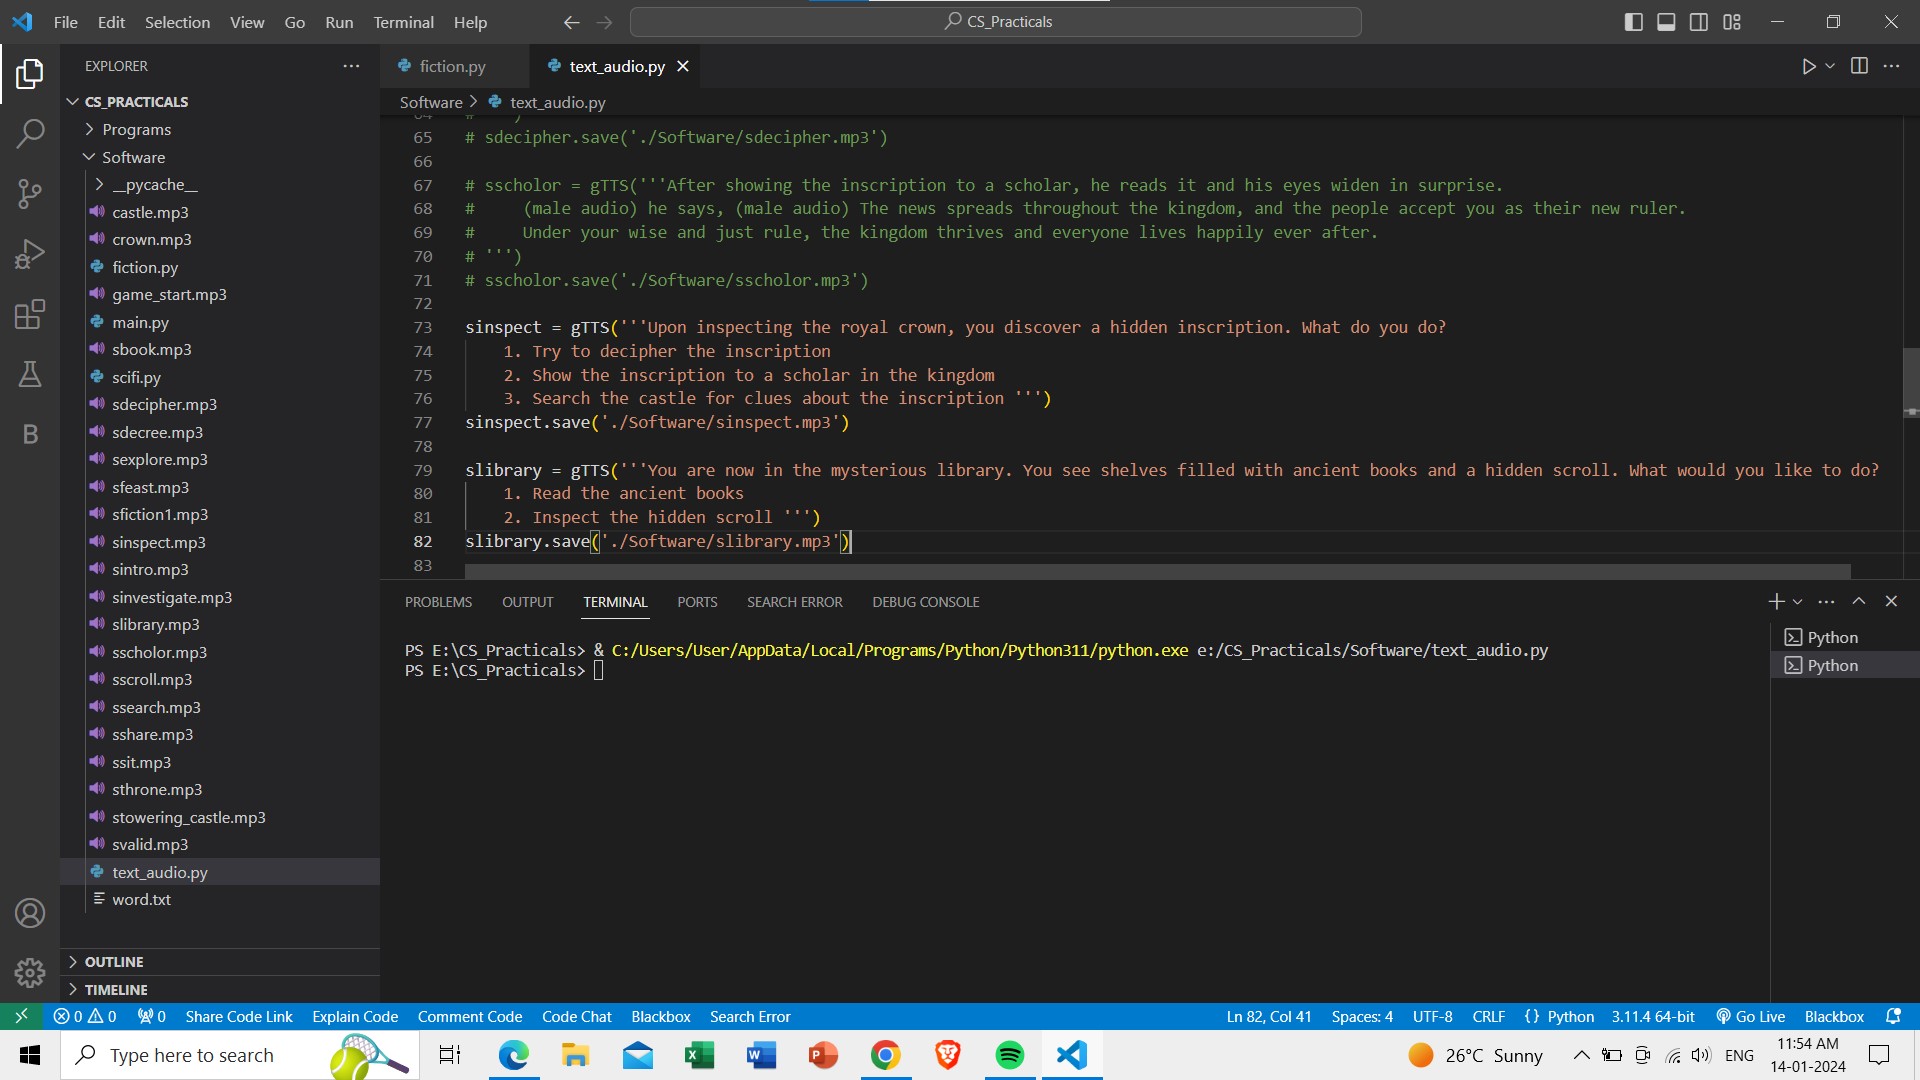 File Edit Selection View Go Run Terminal Help
CS_Practicals
EXPLORER
CS_PRACTICALS
Programs
Software
__pycache__
castle.mp3
crown.mp3
fiction.py
game_start.mp3
main.py
sbook.mp3
scifi.py
sdecipher.mp3
sdecree.mp3
sexplore.mp3
sfeast.mp3
sfiction1.mp3
sinspect.mp3
sintro.mp3
sinvestigate.mp3
slibrary.mp3
sscholor.mp3
sscroll.mp3
ssearch.mp3
sshare.mp3
ssit.mp3
sthrone.mp3
stowering_castle.mp3
svalid.mp3
text_audio.py
word.txt
OUTLINE
TIMELINE
fiction.py text_audio.py
Software > text_audio.py
65 # sdecipher.save('./Software/sdecipher.mp3')
66
67 # sscholor = gTTS('''After showing the inscription to a scholar, he reads it and his eyes widen in surprise.
68 # (male audio) he says, (male audio) The news spreads throughout the kingdom, and the people accept you as their new ruler.
69 # Under your wise and just rule, the kingdom thrives and everyone lives happily ever after.
70 # ''')
71 # sscholor.save('./Software/sscholor.mp3')
72
73 sinspect = gTTS('''Upon inspecting the royal crown, you discover a hidden inscription. What do you do?
74 1. Try to decipher the inscription
75 2. Show the inscription to a scholar in the kingdom
76 3. Search the castle for clues about the inscription ''')
77 sinspect.save('./Software/sinspect.mp3')
78
79 slibrary = gTTS('''You are now in the mysterious library. You see shelves filled with ancient books and a hidden scroll. What would you like to do?
80 1. Read the ancient books
81 2. Inspect the hidden scroll ''')
82 slibrary.save('./Software/slibrary.mp3')
83
PROBLEMS OUTPUT TERMINAL PORTS SEARCH ERROR DEBUG CONSOLE
PS E:\CS_Practicals> & C:/Users/User/AppData/Local/Programs/Python/Python311/python.exe e:/CS_Practicals/Software/text_audio.py
PS E:\CS_Practicals>
Python
Python
0 0 0 Share Code Link Explain Code Comment Code Code Chat Blackbox Search Error Ln 82, Col 41 Spaces: 4 UTF-8 CRLF {} Python 3.11.4 64-bit Go Live Blackbox
Type here to search
26°C Sunny ENG
11:54 AM
14-01-2024